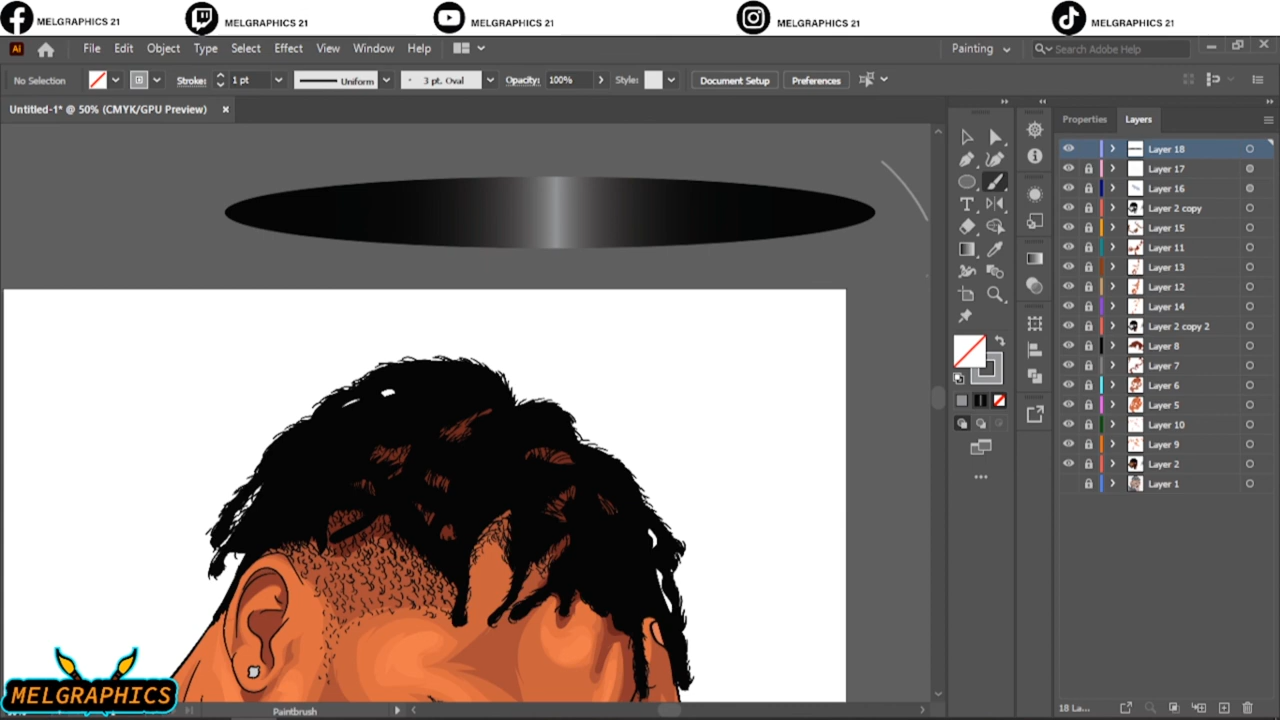 MELGRAPHICS 21
MELGRAPHICS 21
MELGRAPHICS 21
MELGRAPHICS 21
MELGRAPHICS 21
Ai File Edit Object Type Select Effect View Window Help Painting Search Adobe Help
No Selection Stroke: 1 pt Uniform 3 pt. Oval Opacity: 100% Style: Document Setup Preferences
Untitled-1* @ 50% (CMYK/GPU Preview)
Properties Layers
Layer 18
Layer 17
Layer 16
Layer 2 copy
Layer 15
Layer 11
Layer 13
Layer 12
Layer 14
Layer 2 copy 2
Layer 8
Layer 7
Layer 6
Layer 5
Layer 10
Layer 9
Layer 2
Layer 1
MELGRAPHICS
Paintbrush
18 La...